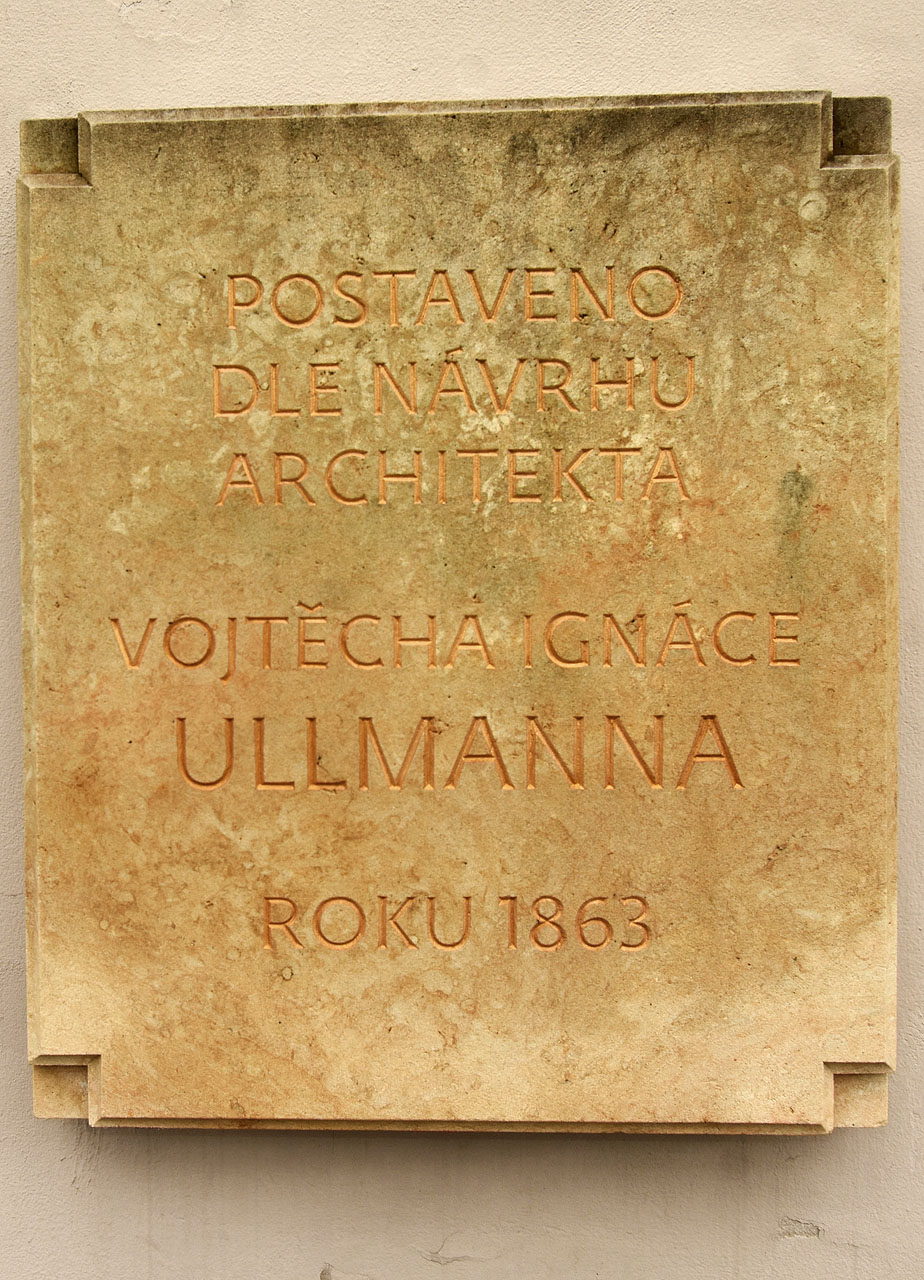 POSTAVENO
DLE NÁVRHU
ARCHITEKTA
VOJTĚCHA IGNÁCE
ULLMANNA
ROKU 1863